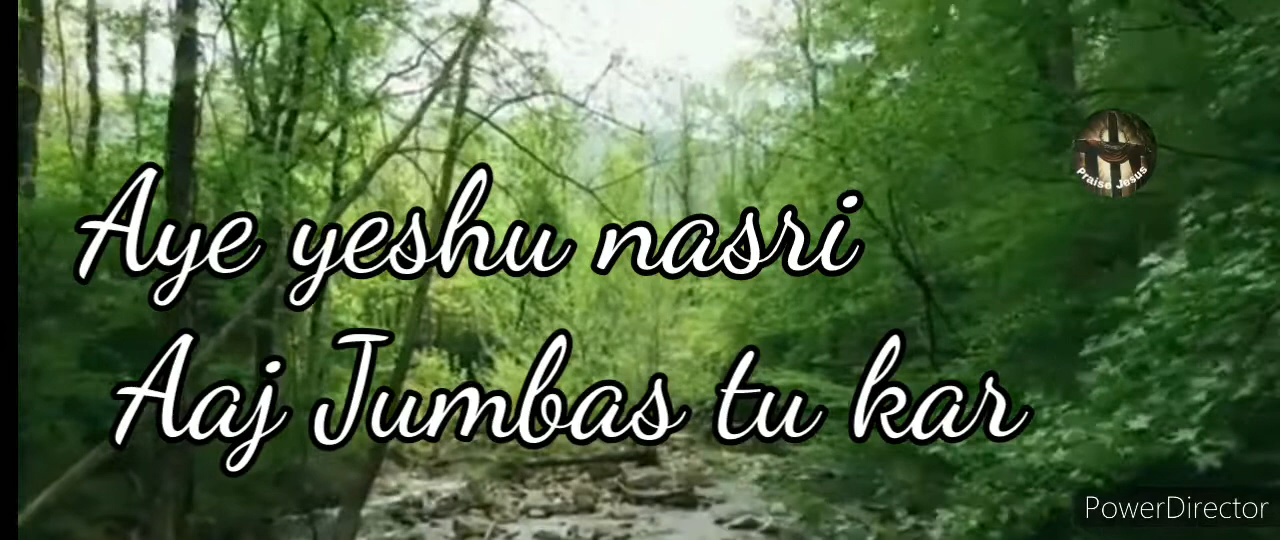 Aye yeshu nasri
Praise Jesus
Aaj Jumbas tu kar
PowerDirector